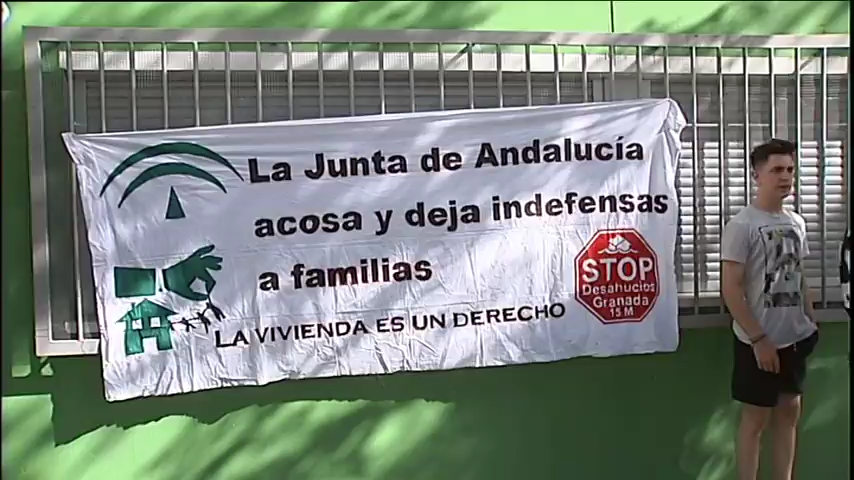 La Junta de Andalucía
acosa y deja indefensas
a familias
LA VIVIENDA ES UN DERECHO
STOP
Desahucios
Granada
15 M